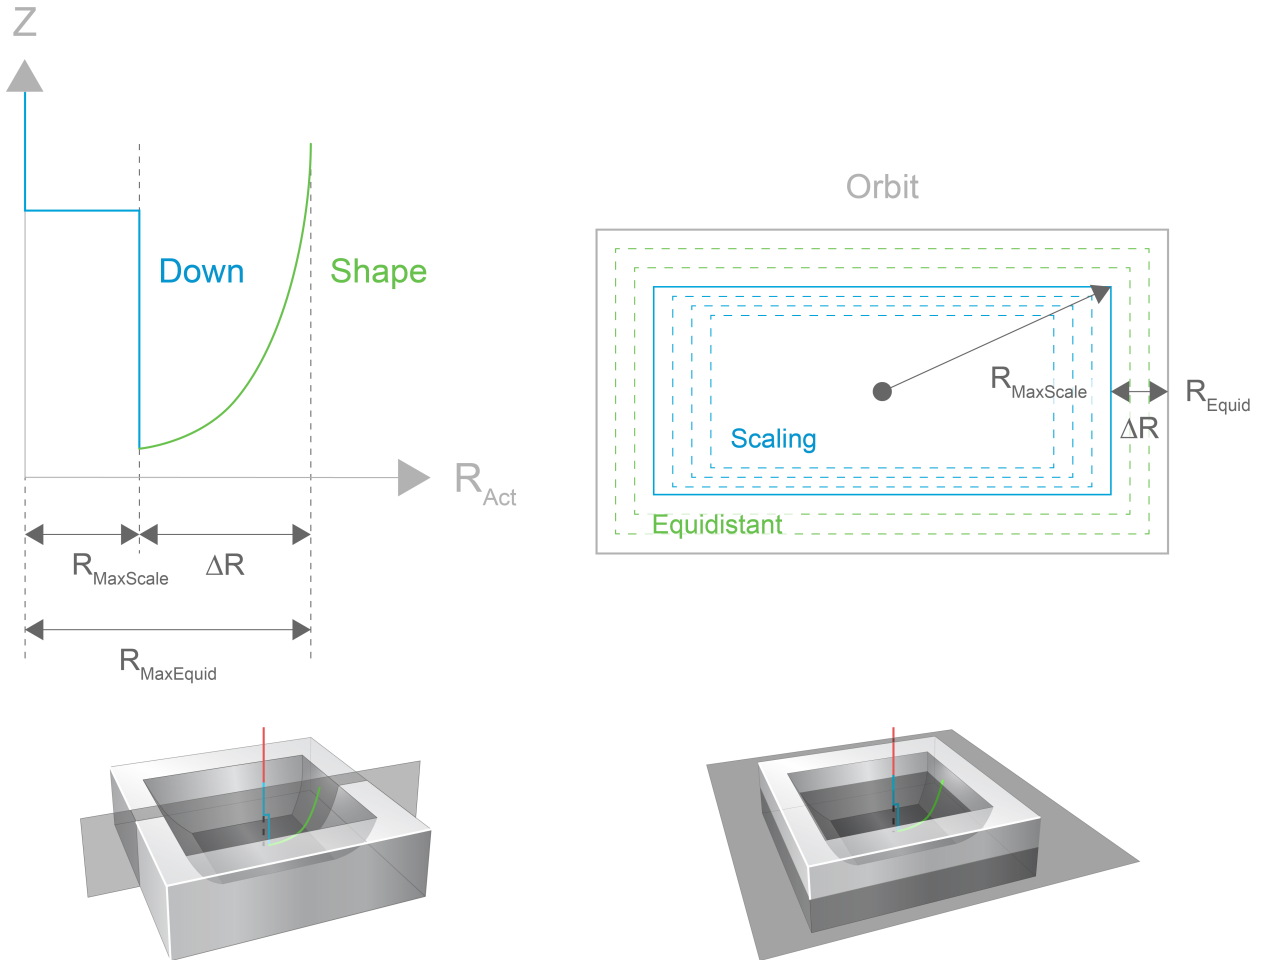 Z
Down
Shape
R_Act
R_MaxScale
ΔR
R_MaxEquid
Orbit
R_MaxScale
R_Equid
ΔR
Scaling
Equidistant